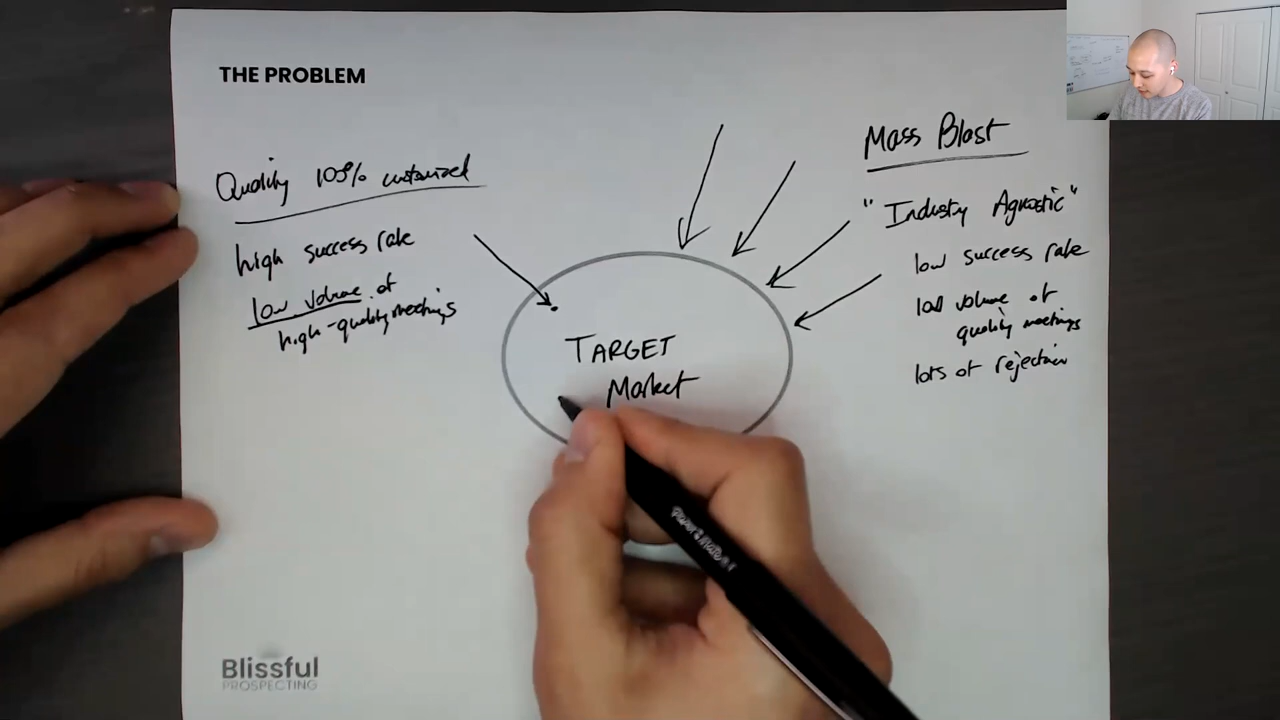 THE PROBLEM
Quality 100% customized
high success rate
low volume of
high-quality meetings
Mass Blast
"Industry Agnostic"
low success rate
low volume of
quality meetings
lots of rejection
TARGET
Market
Blissful
PROSPECTING